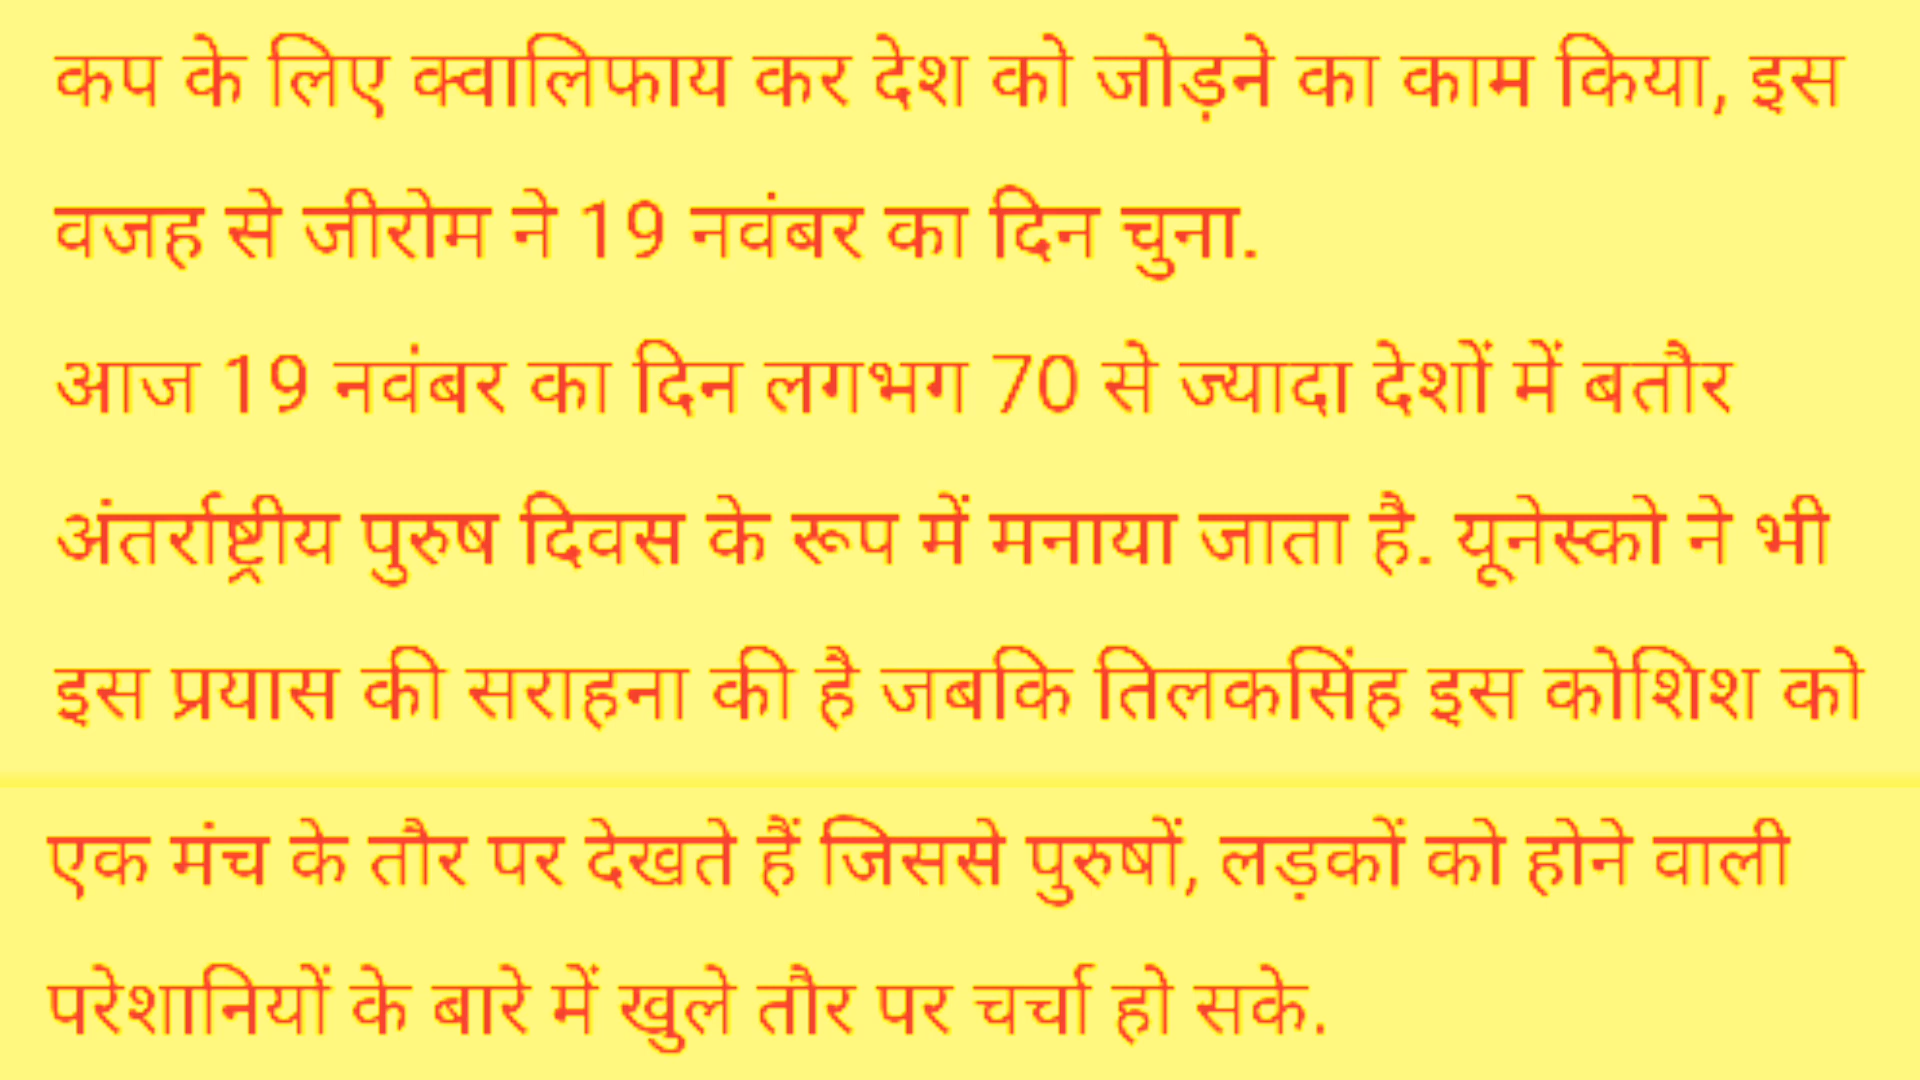 कप के लिए क्वालिफाय कर देश को जोड़ने का काम किया, इस
वजह से जीरोम ने 19 नवंबर का दिन चुना.
आज 19 नवंबर का दिन लगभग 70 से ज्यादा देशों में बतौर
अंतर्राष्ट्रीय पुरुष दिवस के रूप में मनाया जाता है. यूनेस्को ने भी
इस प्रयास की सराहना की है जबकि तिलकसिंह इस कोशिश को
एक मंच के तौर पर देखते हैं जिससे पुरुषों, लड़कों को होने वाली
परेशानियों के बारे में खुले तौर पर चर्चा हो सके.